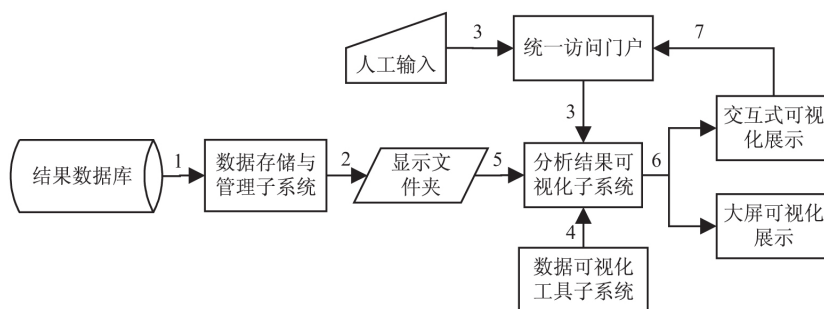 3
统一访问门户
7
人工输入
3
交互式可视
化展示
结果数据库
1
数据存储与
管理子系统
2
显示文
件夹
5
分析结果可
视化子系统
6
大屏可视化
展示
4
数据可视化
工具子系统